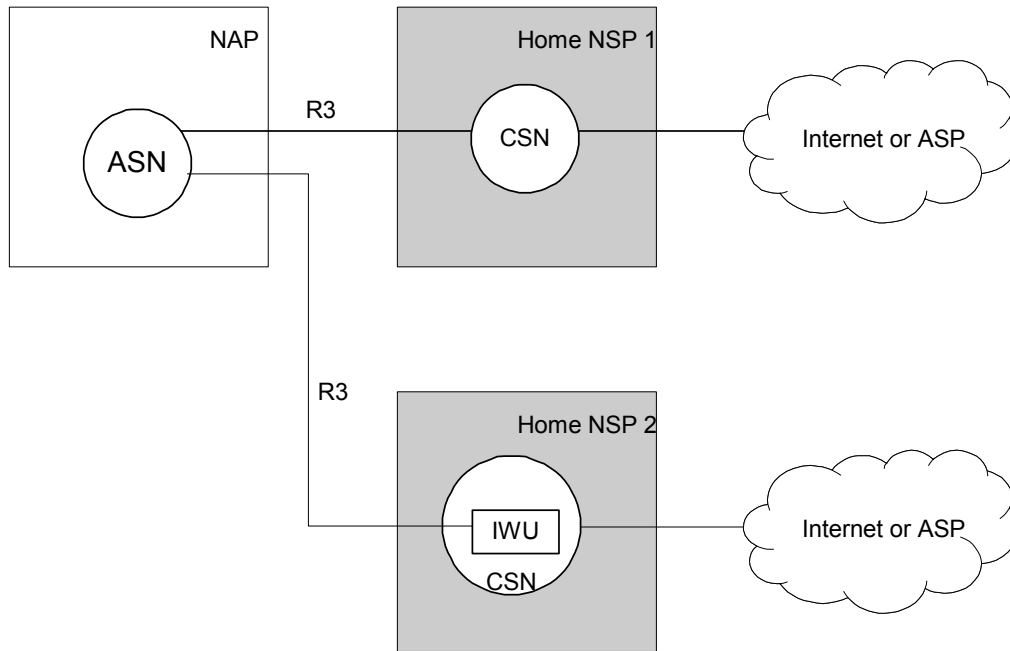 NAP
Home NSP 1
R3
ASN
CSN
Internet or ASP
R3
Home NSP 2
IWU
CSN
Internet or ASP